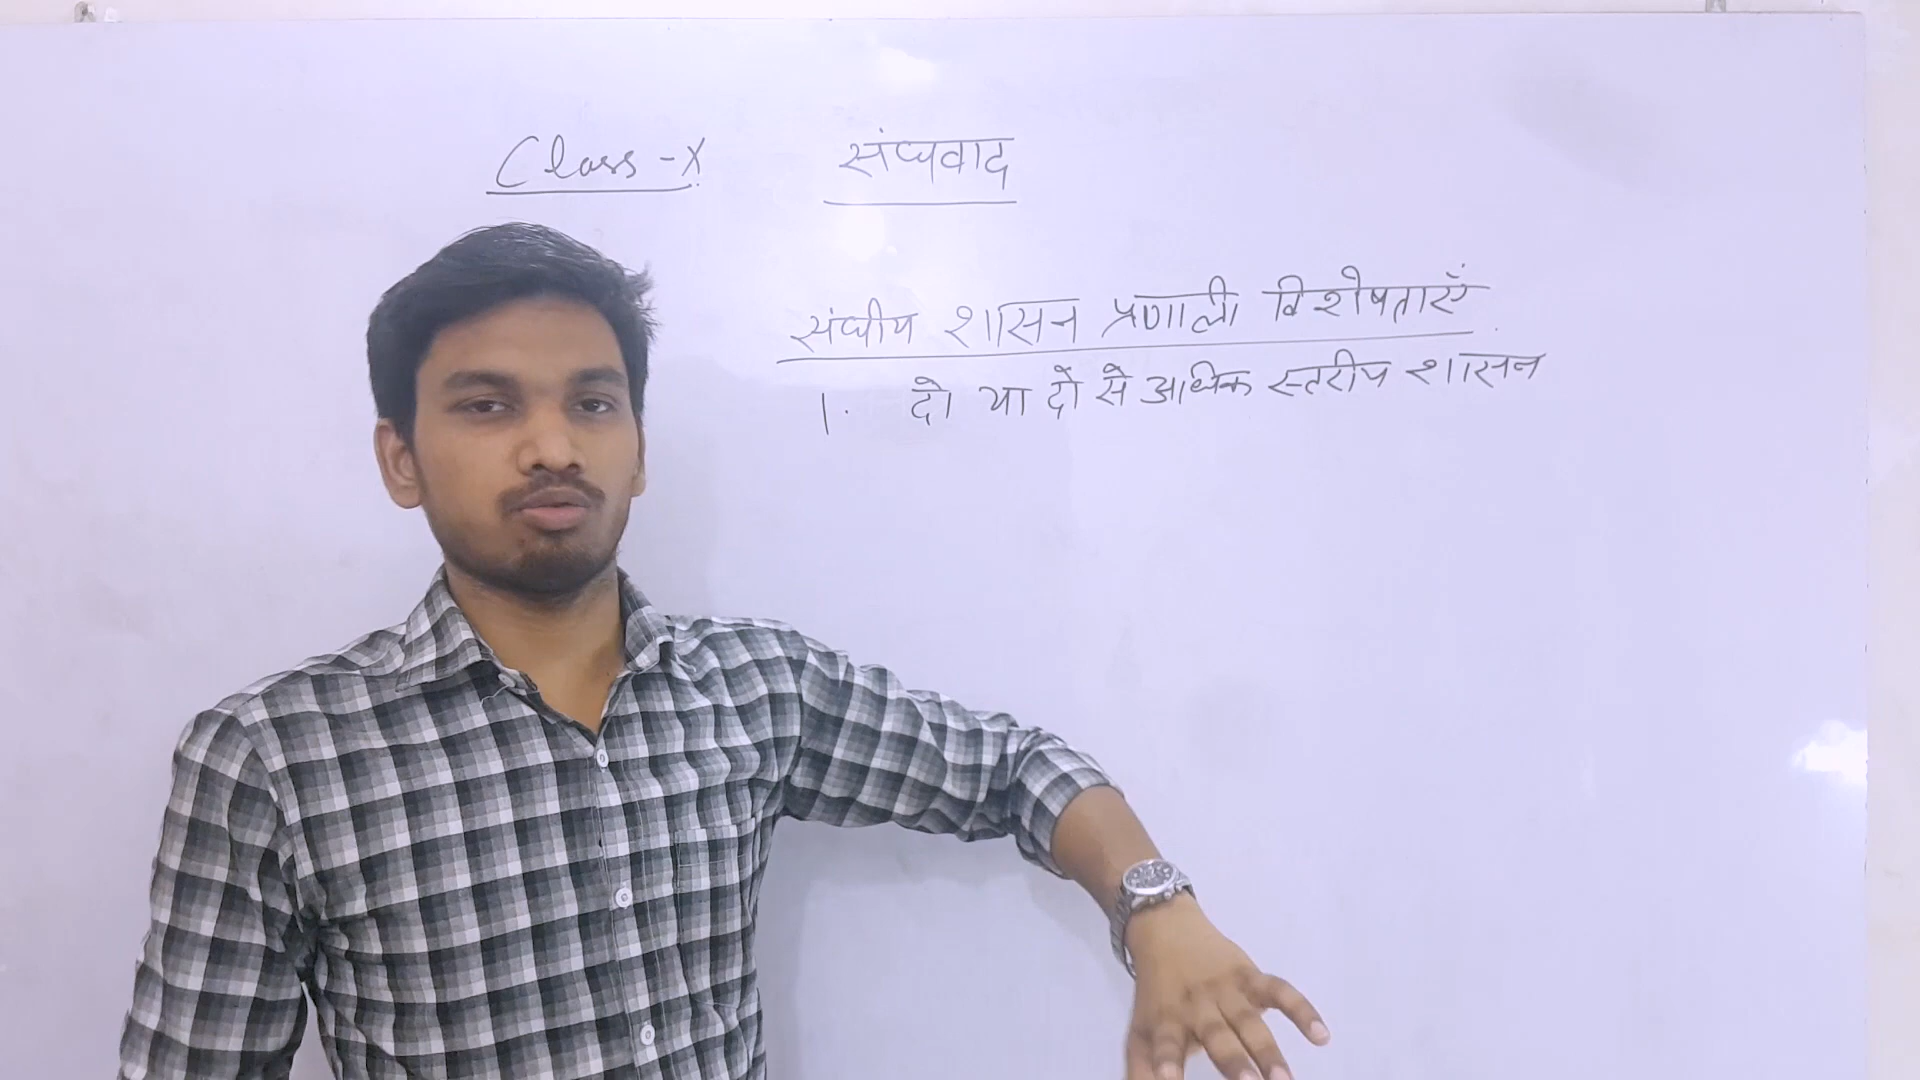 Class - X संघवाद
संघीय शासन प्रणाली विशेषताएँ
1. दो या दो से अधिक स्तरीय शासन